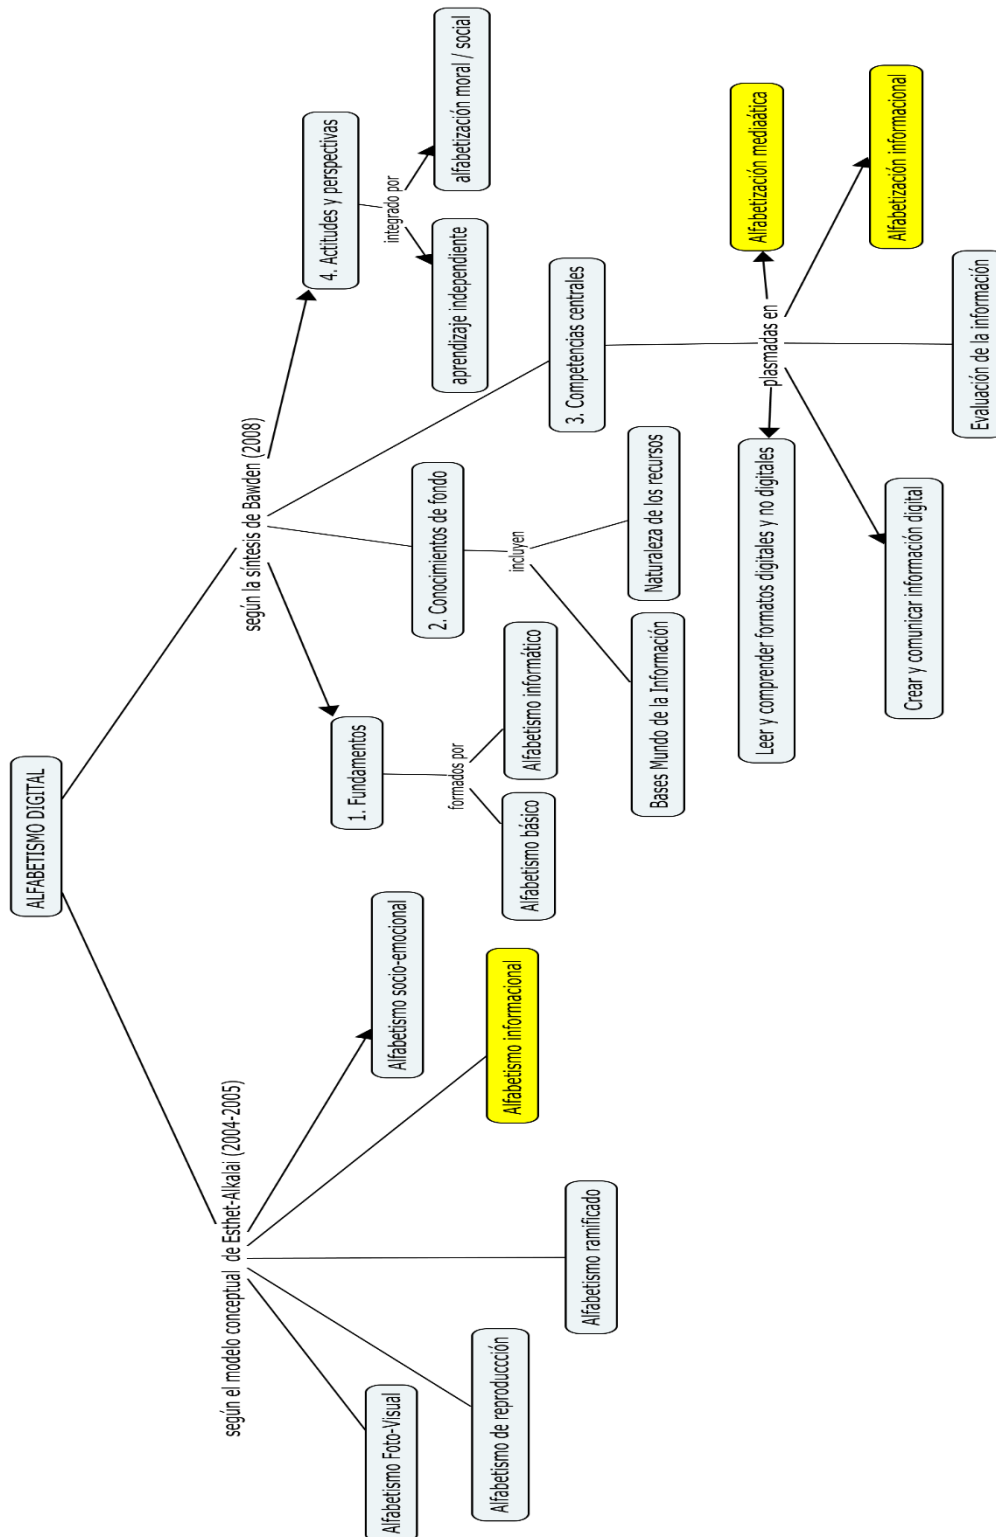 ALFABETISMO DIGITAL
según el modelo conceptual de Esthet-Alkalai (2004-2005)
Alfabetismo Foto-Visual
Alfabetismo de reproduccción
Alfabetismo ramificado
Alfabetismo informacional
Alfabetismo socio-emocional
según la síntesis de Bawden (2008)
1. Fundamentos
formados por
Alfabetismo básico
Alfabetismo informático
2. Conocimientos de fondo
incluyen
Bases Mundo de la Información
Naturaleza de los recursos
3. Competencias centrales
plasmadas en
Leer y comprender formatos digitales y no digitales
Crear y comunicar información digital
Evaluación de la información
Alfabetización informacional
Alfabetización mediaática
4. Actitudes y perspectivas
integrado por
aprendizaje independiente
alfabetización moral / social